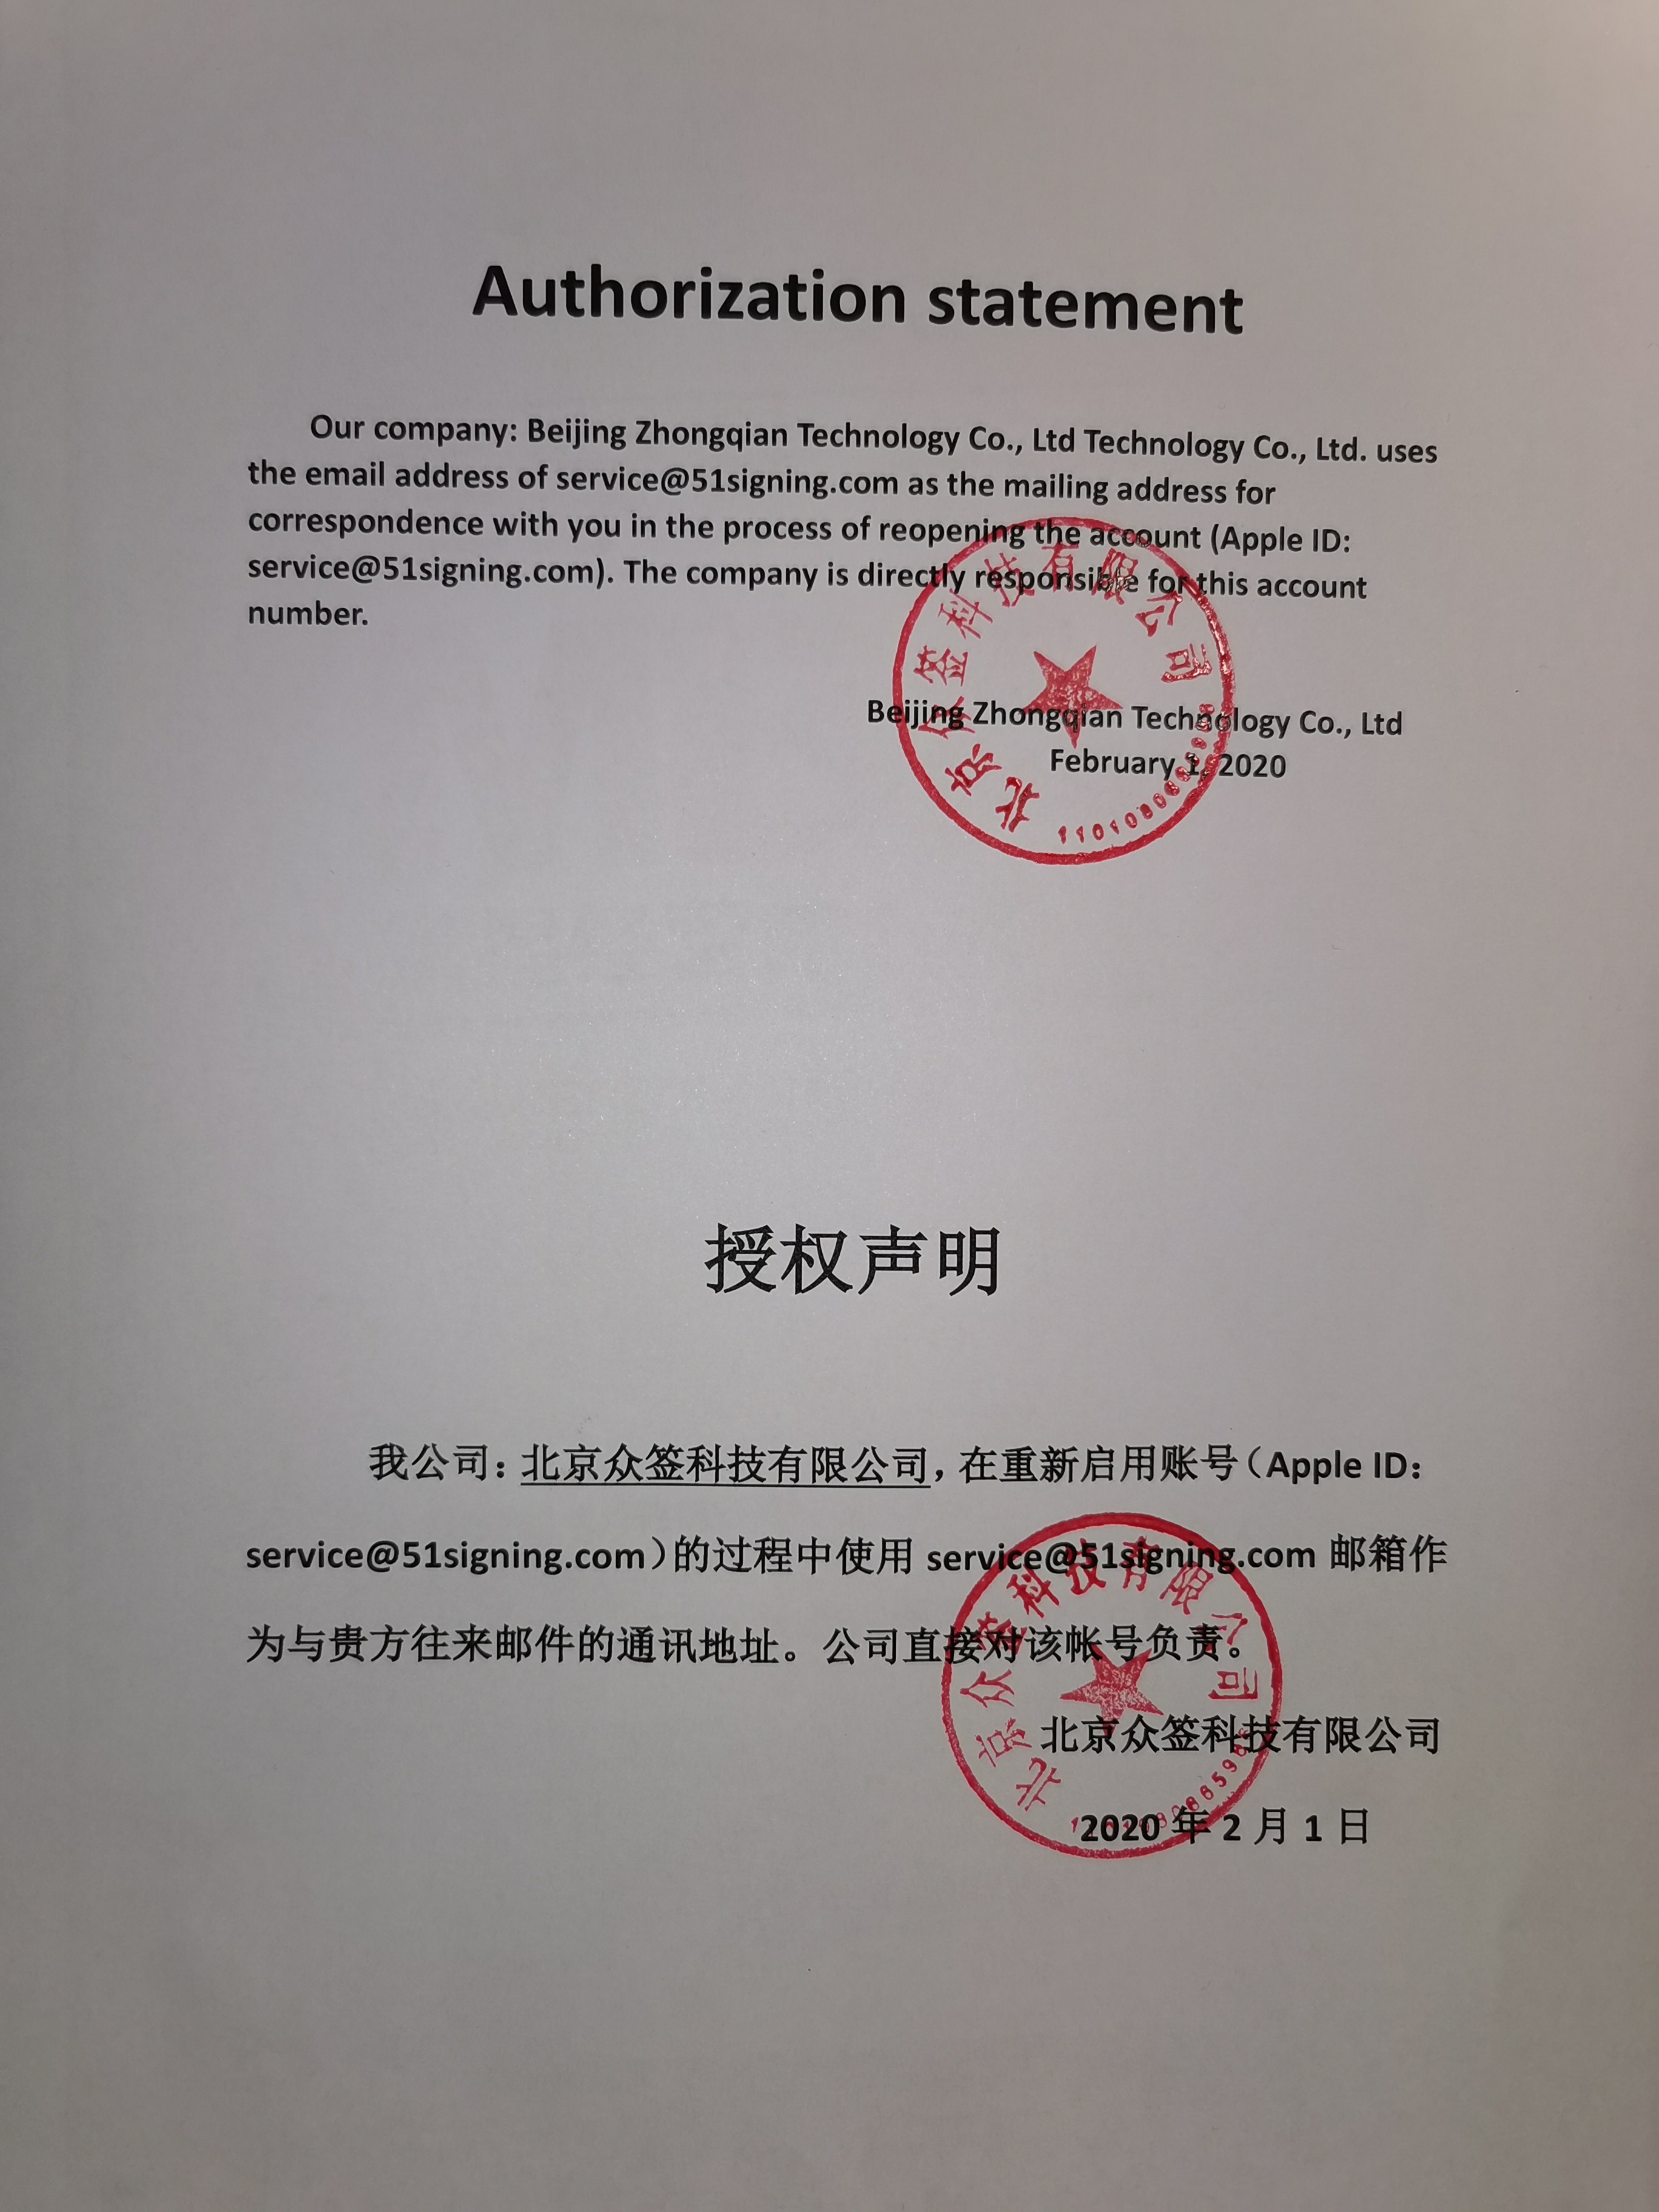 Authorization statement
Our company: Beijing Zhongqian Technology Co., Ltd Technology Co., Ltd. uses
the email address of service@51signing.com as the mailing address for
correspondence with you in the process of reopening the account (Apple ID:
service@51signing.com). The company is directly responsible for this account
number.
北京众签科技有限公司
Beijing Zhongqian Technology Co., Ltd
February 1, 2020
授权声明
我公司：北京众签科技有限公司，在重新启用账号（Apple ID：
service@51signing.com）的过程中使用 service@51signing.com 邮箱作
为与贵方往来邮件的通讯地址。公司直接对该帐号负责。
北京众签科技有限公司
北京众签科技有限公司
2020 年 2 月 1 日